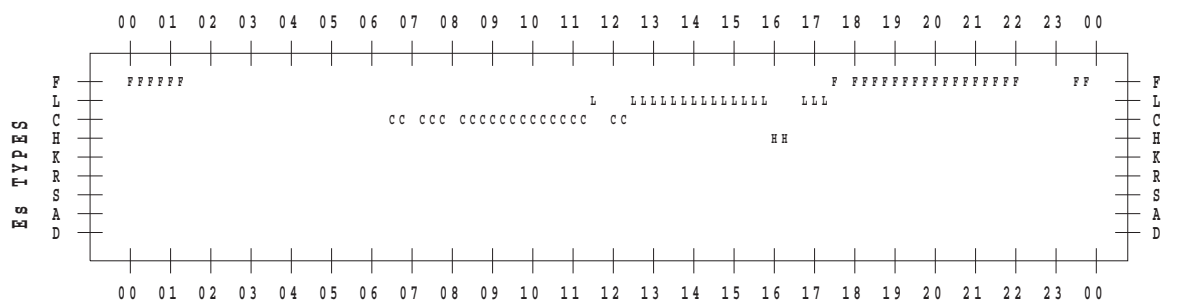 00 01 02 03 04 05 06 07 08 09 10 11 12 13 14 15 16 17 18 19 20 21 22 23 00
F FFFFFF F FFFFFFFFFFFFFFFFF FF F
L L LLLLLLLLLLLLLL LLL L
C CC CCC CCCCCCCCCCCCC CC C
H HH H
K K
R R
S S
A A
D D
Es TYPES
00 01 02 03 04 05 06 07 08 09 10 11 12 13 14 15 16 17 18 19 20 21 22 23 00